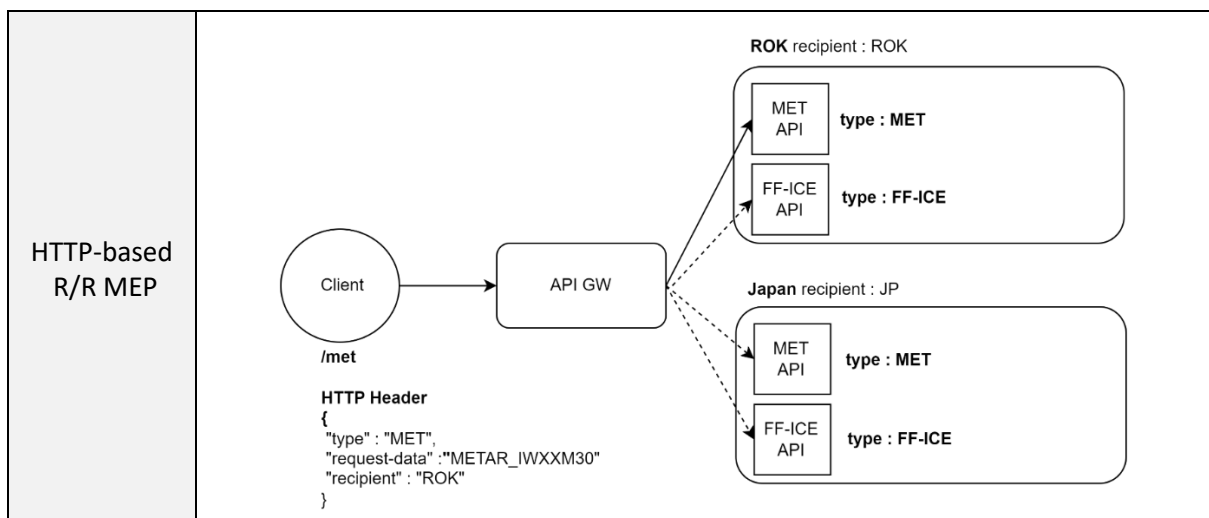 HTTP-based
R/R MEP
Client
/met
HTTP Header
{
"type" : "MET",
"request-data" :"METAR_IWXXM30"
"recipient" : "ROK"
}
API GW
ROK recipient : ROK
MET
API
type : MET
FF-ICE
API
type : FF-ICE
Japan recipient : JP
MET
API
type : MET
FF-ICE
API
type : FF-ICE